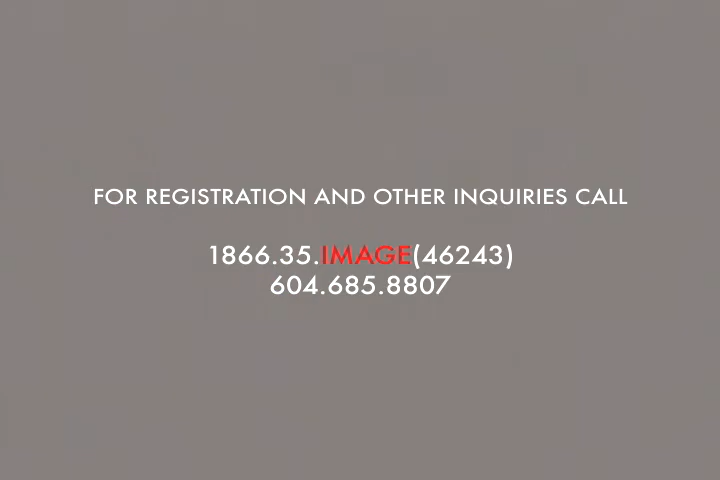 FOR REGISTRATION AND OTHER INQUIRIES CALL
1866.35.IMAGE(46243)
604.685.8807